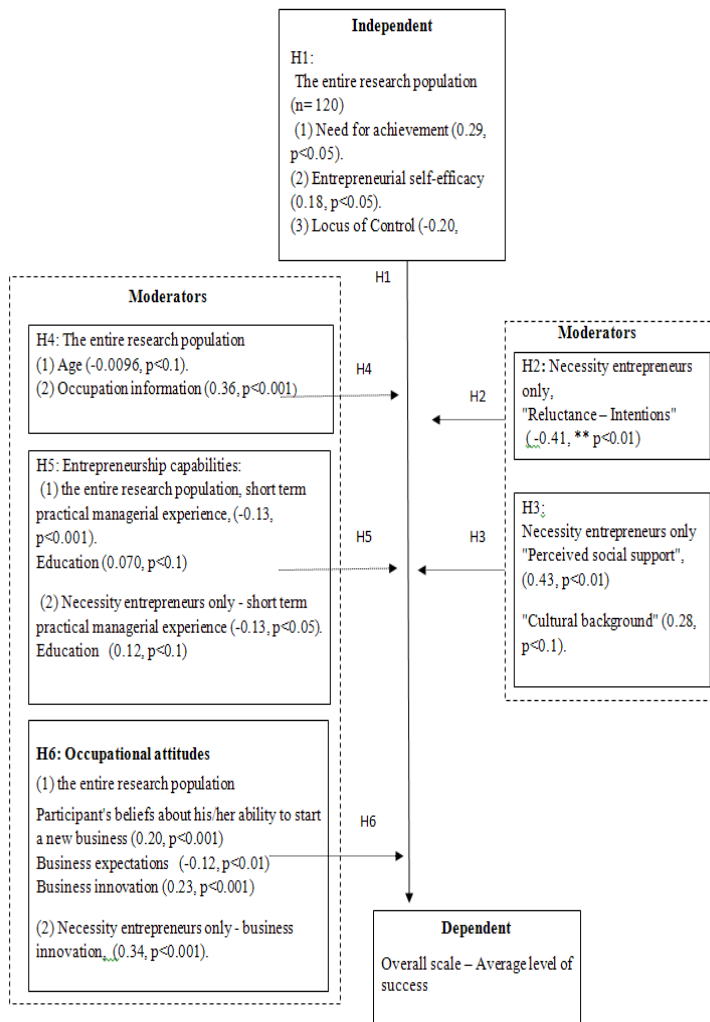 Independent
H1:
The entire research population
(n= 120)
(1) Need for achievement (0.29,
p<0.05).
(2) Entrepreneurial self-efficacy
(0.18, p<0.05).
(3) Locus of Control (-0.20,
H1
Moderators
H4: The entire research population
(1) Age (-0.0096, p<0.1).
(2) Occupation information (0.36, p<0.001)
H4
H5: Entrepreneurship capabilities:
(1) the entire research population, short term
practical managerial experience, (-0.13,
p<0.001).
Education (0.070, p<0.1)
(2) Necessity entrepreneurs only - short term
practical managerial experience (-0.13, p<0.05).
Education (0.12, p<0.1)
H5
H6: Occupational attitudes
(1) the entire research population
Participant's beliefs about his/her ability to start
a new business (0.20, p<0.001)
Business expectations (-0.12, p<0.01)
Business innovation (0.23, p<0.001)
(2) Necessity entrepreneurs only - business
innovation, (0.34, p<0.001).
H6
Moderators
H2: Necessity entrepreneurs
only,
"Reluctance – Intentions"
( -0.41, ** p<0.01)
H2
H3:
Necessity entrepreneurs only
"Perceived social support",
(0.43, p<0.01)
"Cultural background" (0.28,
p<0.1).
H3
Dependent
Overall scale – Average level of
success